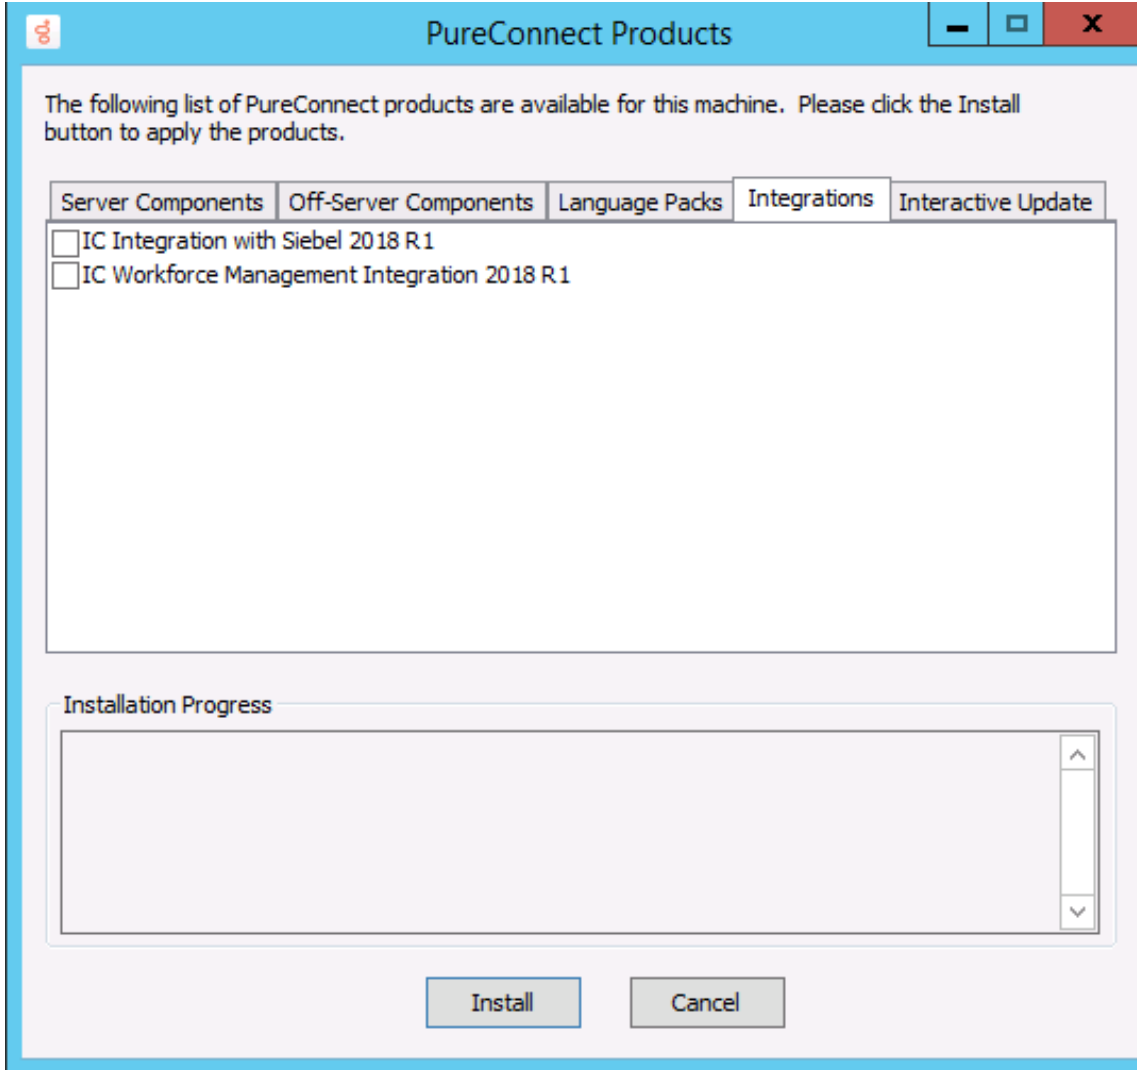 PureConnect Products
The following list of PureConnect products are available for this machine. Please click the Install
button to apply the products.
Server Components
Off-Server Components
Language Packs
Integrations
Interactive Update
IC Integration with Siebel 2018 R1
IC Workforce Management Integration 2018 R1
Installation Progress
Install
Cancel